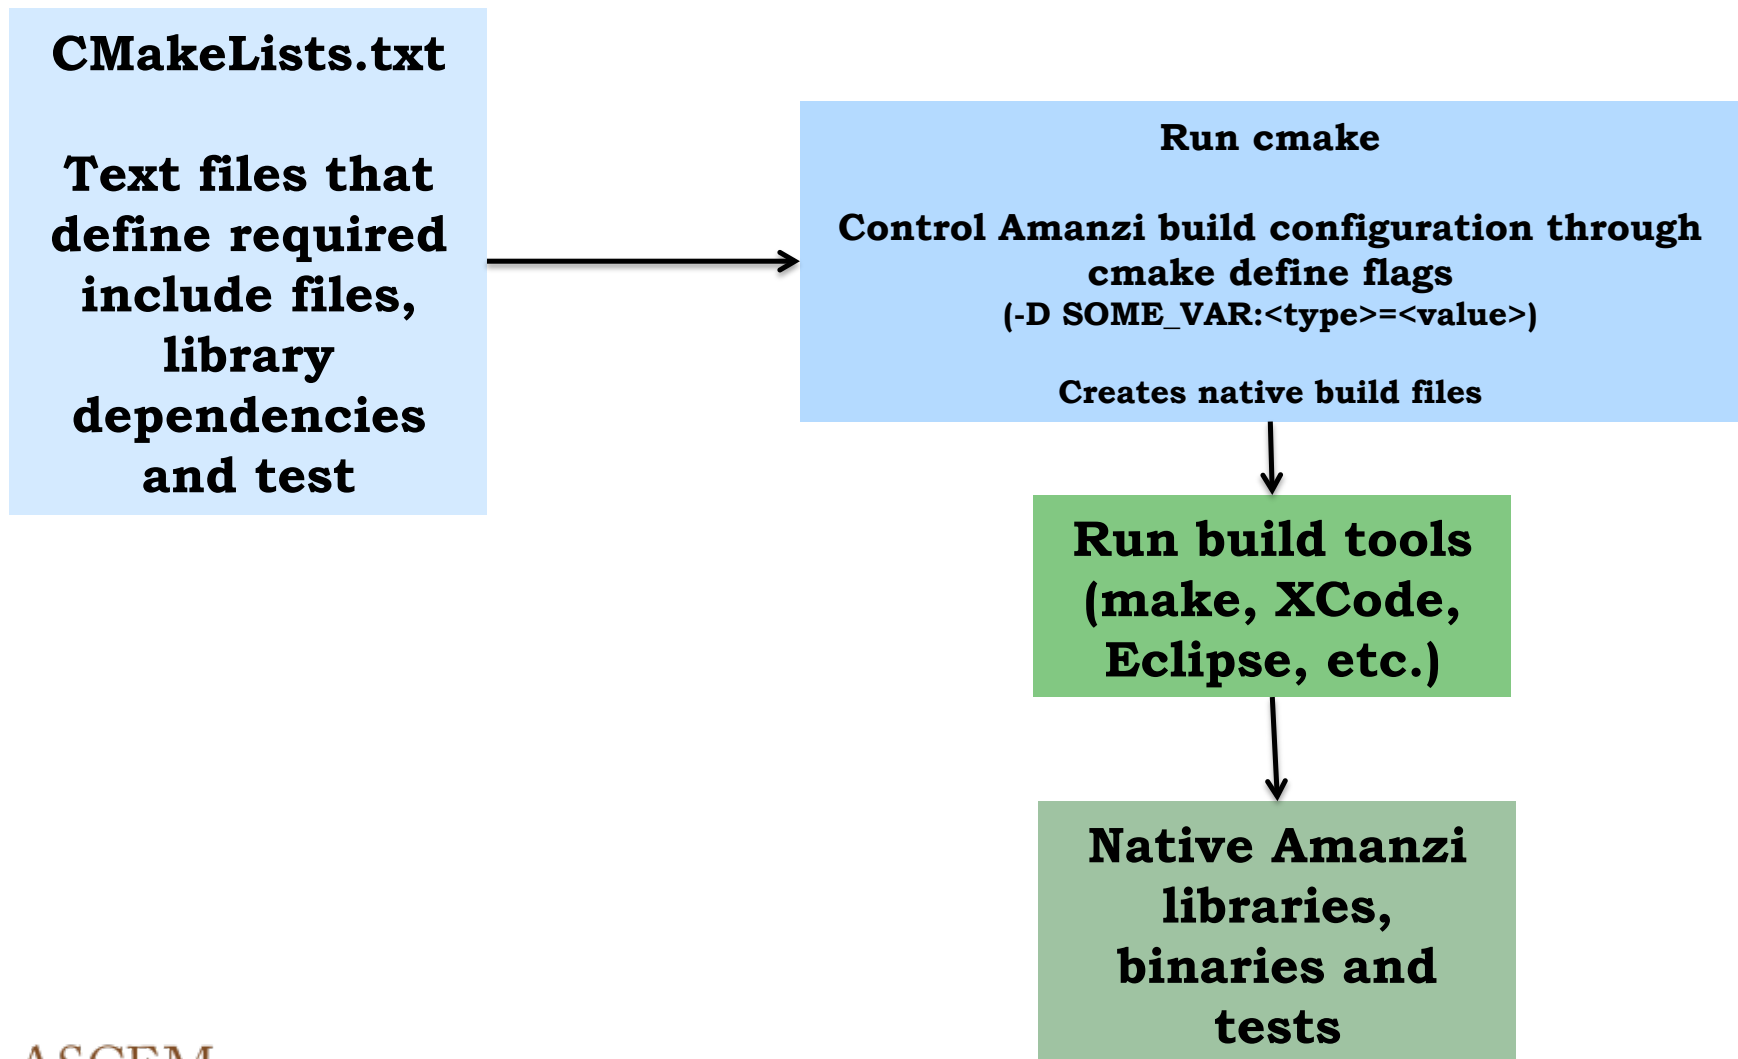 CMakeLists.txt
Text files that
define required
include files,
library
dependencies
and test
Run cmake
Control Amanzi build configuration through
cmake define flags
(-D SOME_VAR:<type>=<value>)
Creates native build files
Run build tools
(make, XCode,
Eclipse, etc.)
Native Amanzi
libraries,
binaries and
tests
ASCEM